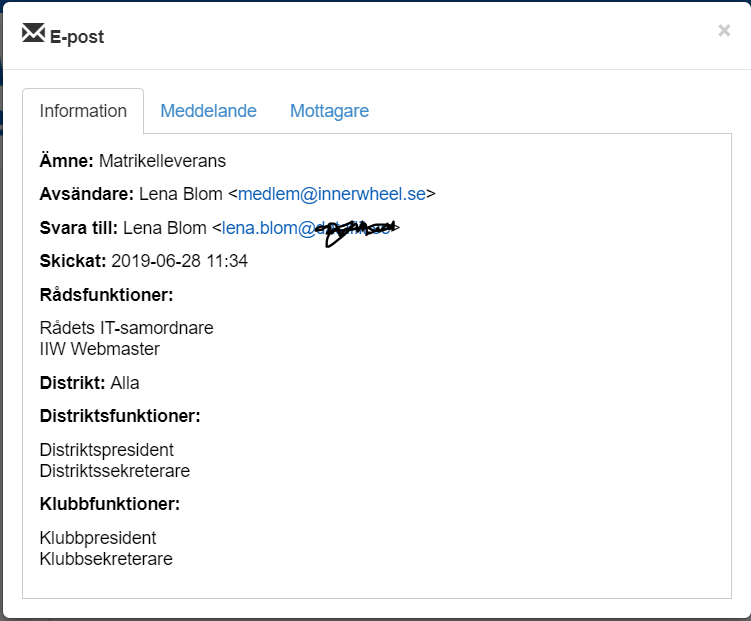 E-post
×
Information Meddelande Mottagare
Ämne: Matrikelleverans
Avsändare: Lena Blom <medlem@innerwheel.se>
Svara till: Lena Blom <lena.blom@
Skickat: 2019-06-28 11:34
Rådsfunktioner:
Rådets IT-samordnare
IIW Webmaster
Distrikt: Alla
Distriktsfunktioner:
Distriktspresident
Distriktssekreterare
Klubbfunktioner:
Klubbpresident
Klubbsekreterare